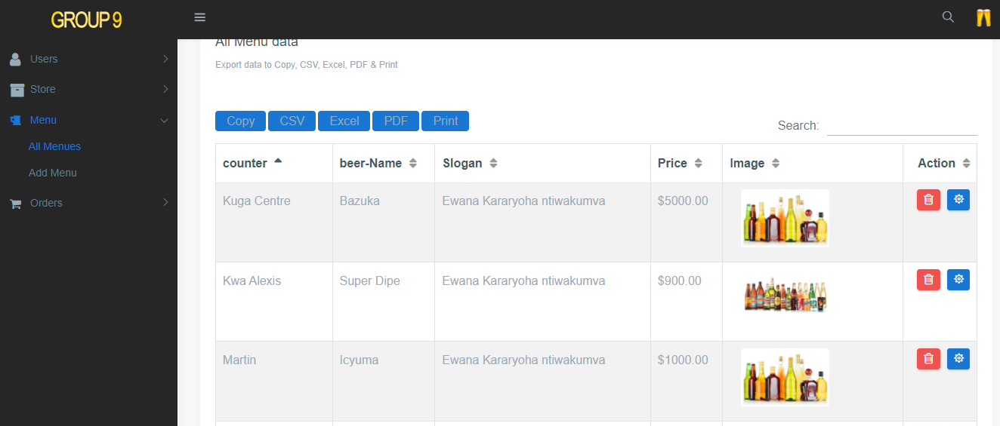 GROUP 9
Users
Store
Menu
All Menues
Add Menu
Orders
All Menu data
Export data to Copy, CSV, Excel, PDF & Print
Copy CSV Excel PDF Print
Search:
counter beer-Name Slogan Price Image Action
Kuga Centre Bazuka Ewana Kararyoha ntiwakumva $5000.00
Kwa Alexis Super Dipe Ewana Kararyoha ntiwakumva $900.00
Martin Icyuma Ewana Kararyoha ntiwakumva $1000.00